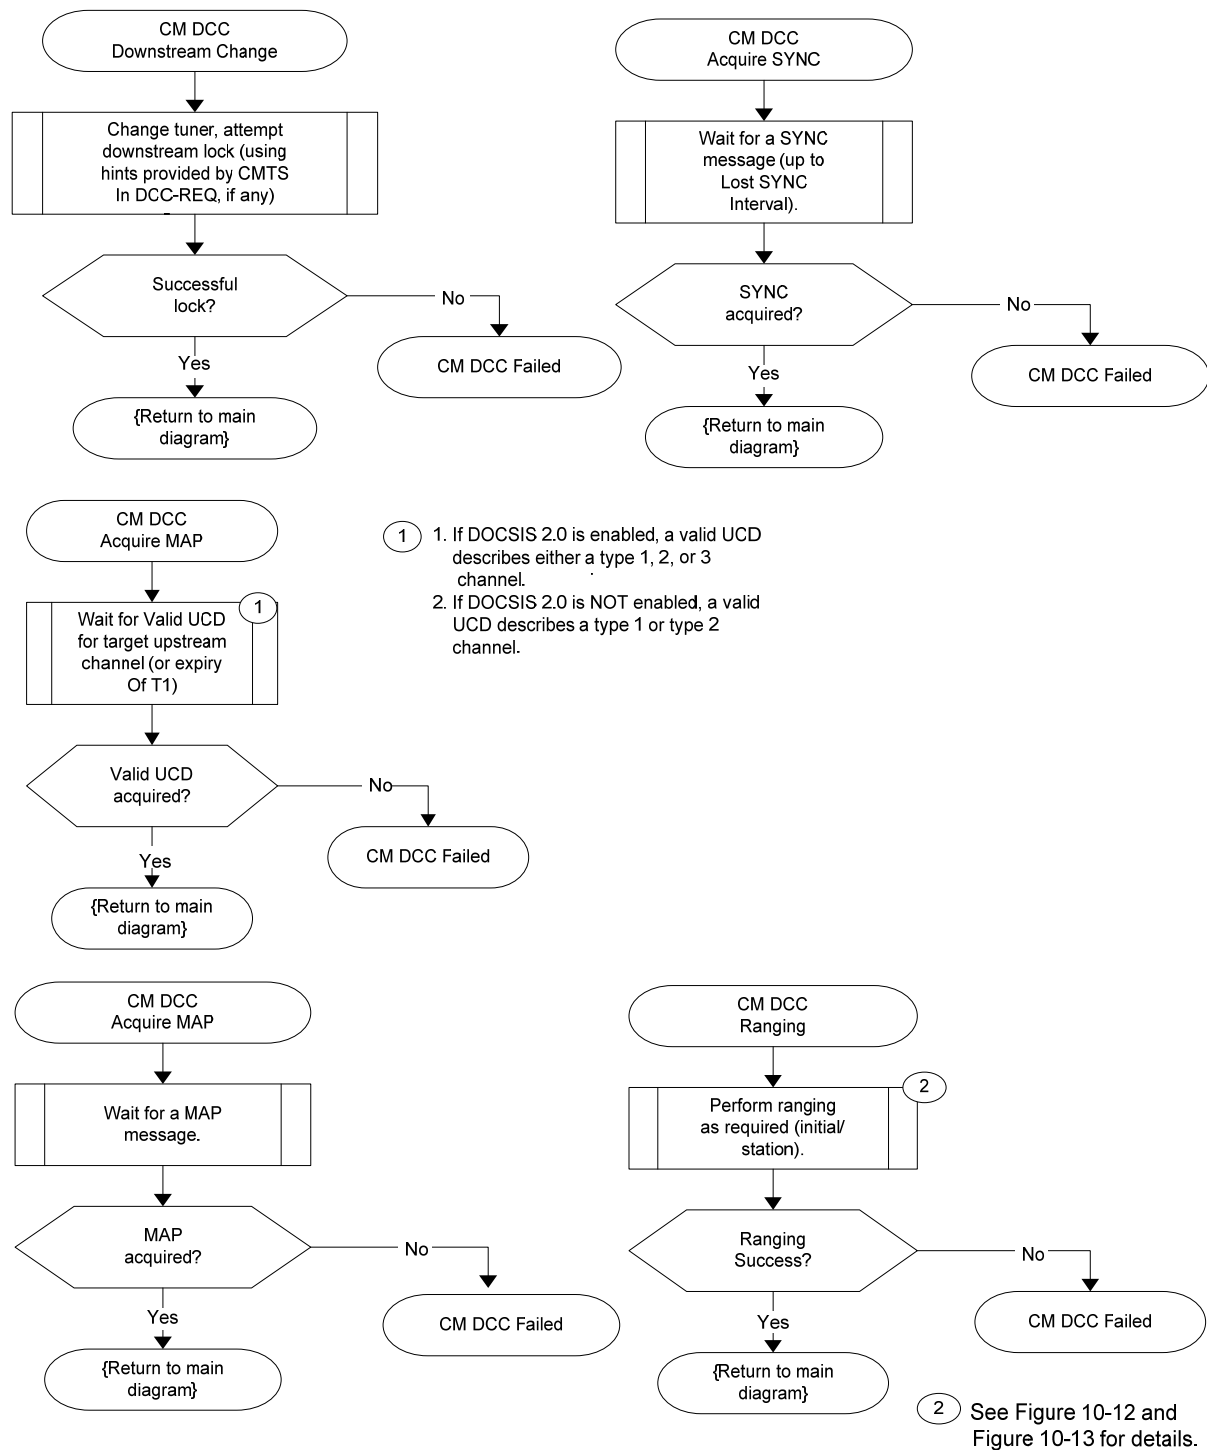 CM DCC
Downstream Change
Change tuner, attempt
downstream lock (using
hints provided by CMTS
In DCC-REQ, if any)
Successful
lock?
No
CM DCC Failed
Yes
{Return to main
diagram}
CM DCC
Acquire SYNC
Wait for a SYNC
message (up to
Lost SYNC
Interval).
SYNC
acquired?
No
CM DCC Failed
Yes
{Return to main
diagram}
CM DCC
Acquire MAP
1
Wait for Valid UCD
for target upstream
channel (or expiry
Of T1)
Valid UCD
acquired?
No
CM DCC Failed
Yes
{Return to main
diagram}
1 1. If DOCSIS 2.0 is enabled, a valid UCD
describes either a type 1, 2, or 3
channel.
2. If DOCSIS 2.0 is NOT enabled, a valid
UCD describes a type 1 or type 2
channel.
CM DCC
Acquire MAP
Wait for a MAP
message.
MAP
acquired?
No
CM DCC Failed
Yes
{Return to main
diagram}
CM DCC
Ranging
2
Perform ranging
as required (initial/
station).
Ranging
Success?
No
CM DCC Failed
Yes
{Return to main
diagram}
2 See Figure 10-12 and
Figure 10-13 for details.